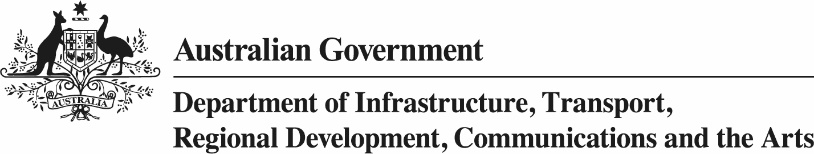 Australian Government
AUSTRALIA
Department of Infrastructure, Transport,
Regional Development, Communications and the Arts